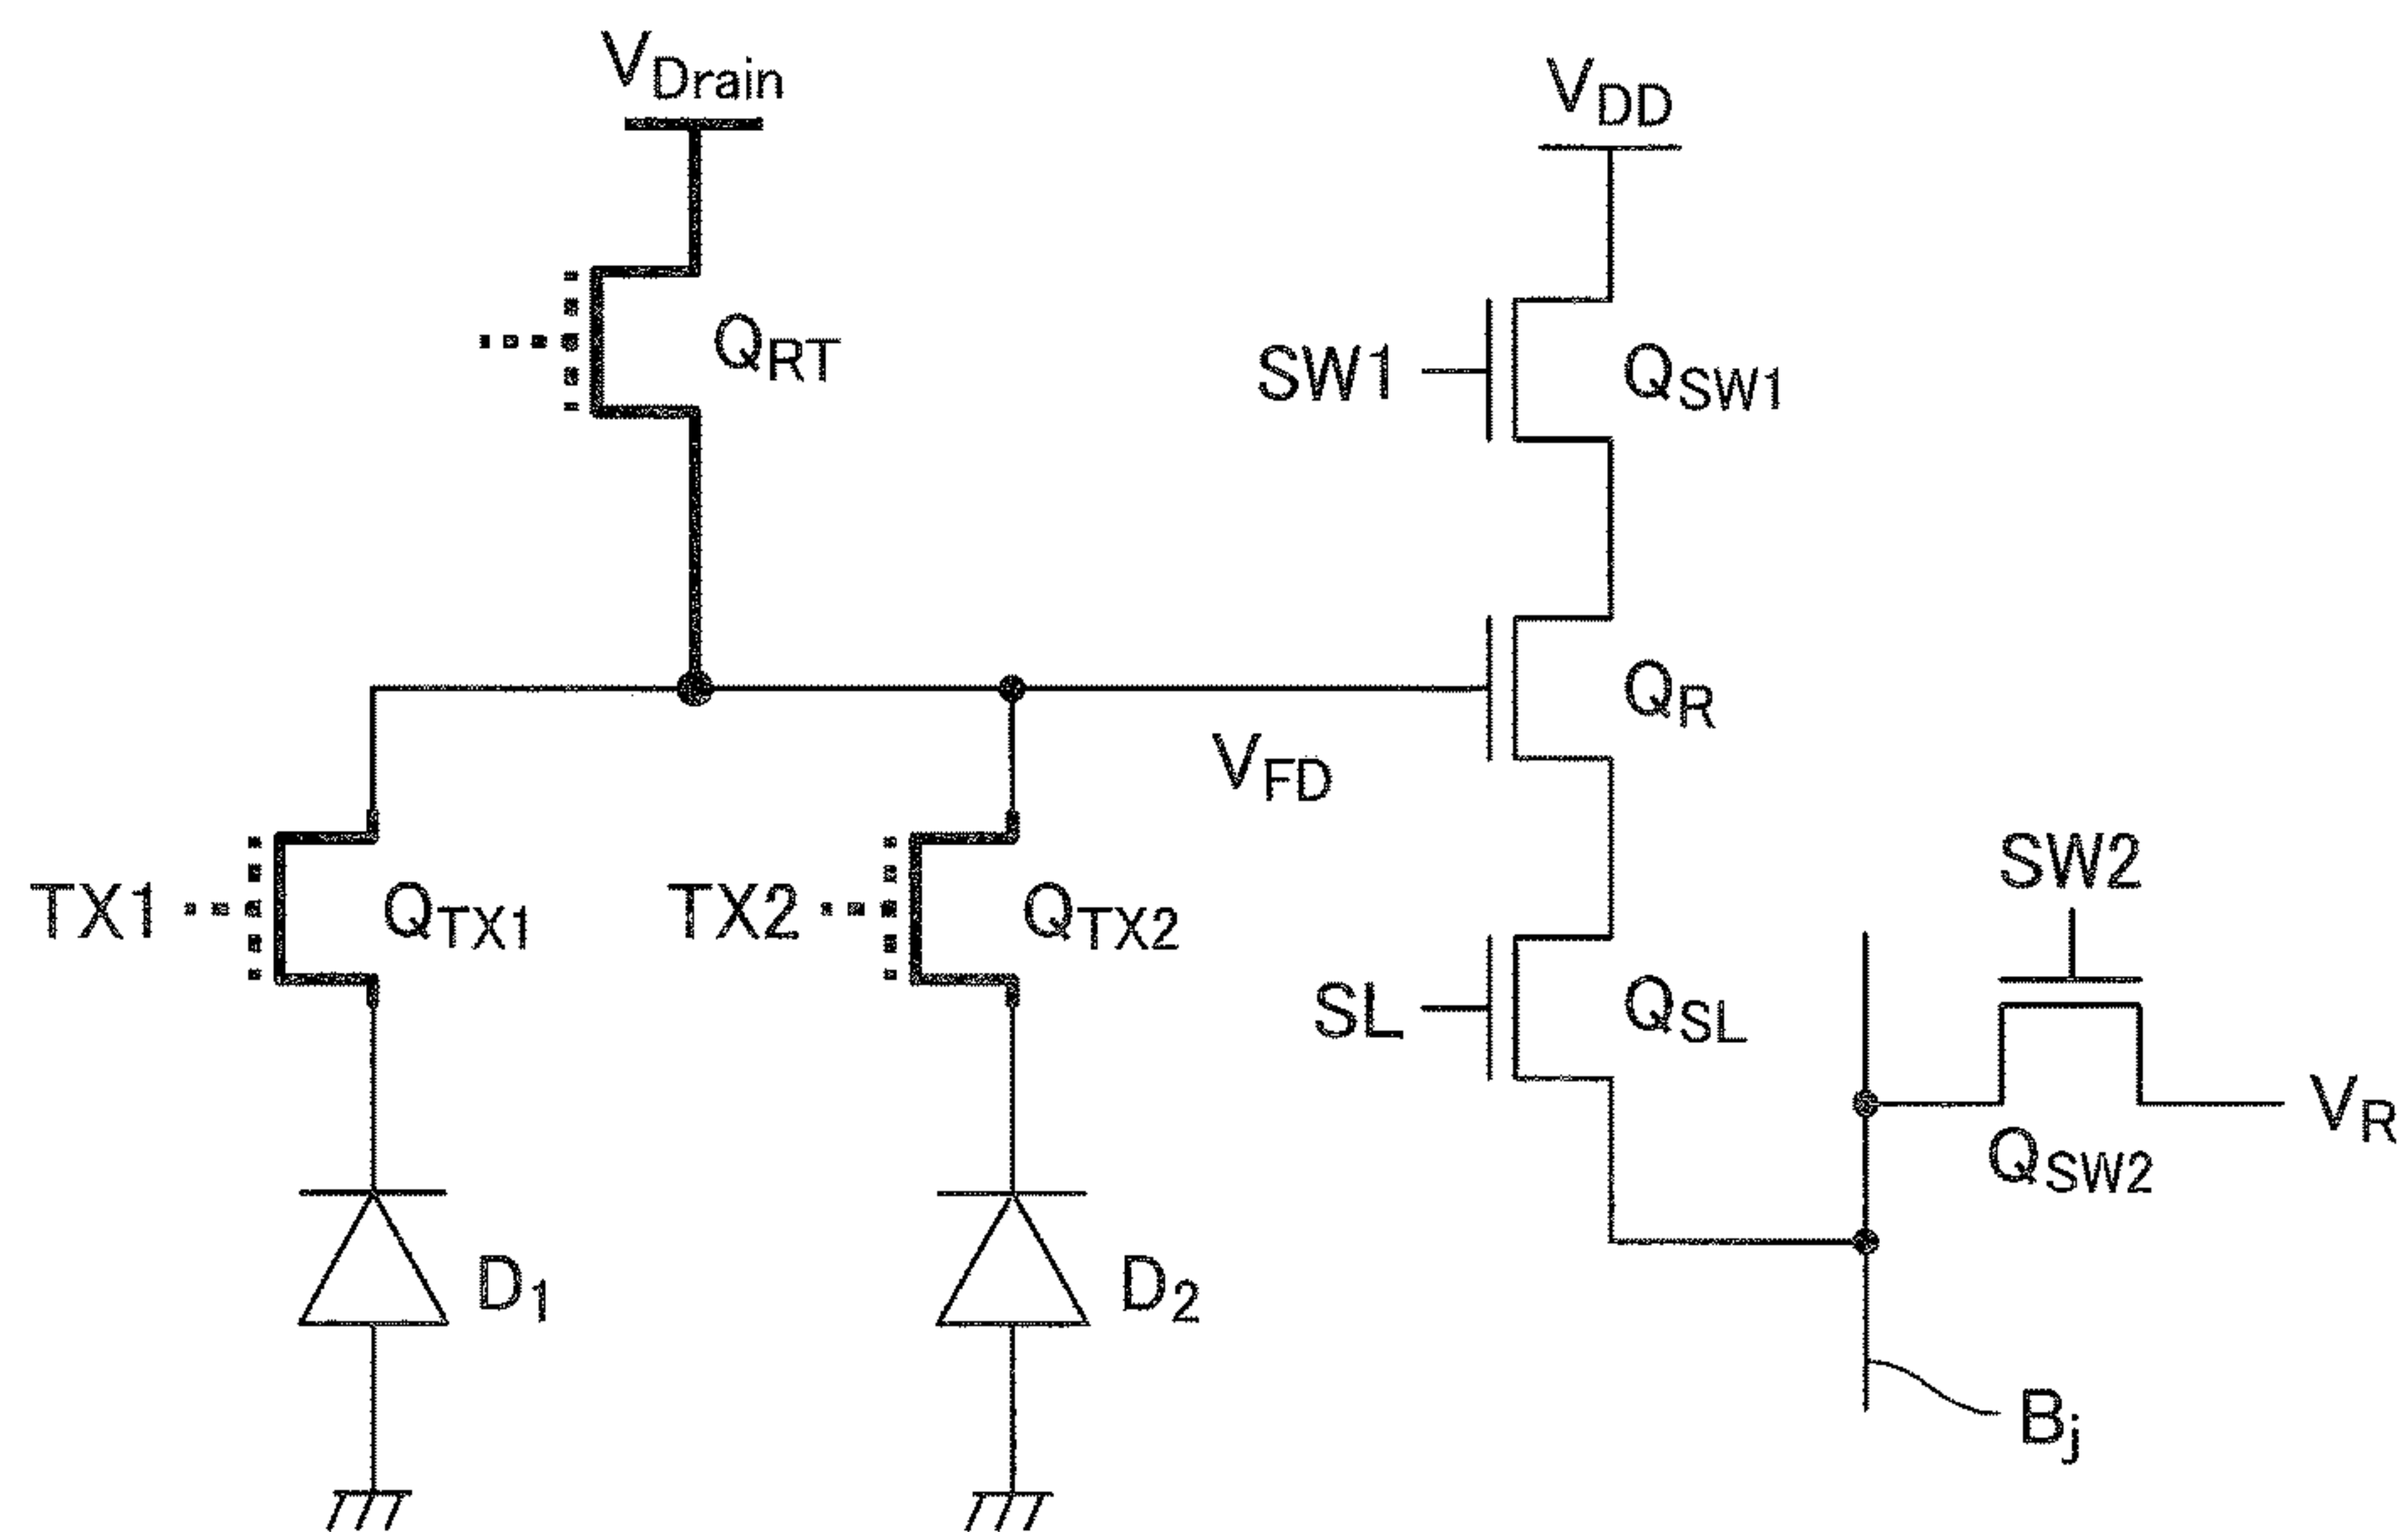 VDrain
VDD
QRT
SW1
QSW1
QR
VFD
TX1
QTX1
TX2
QTX2
SL
QSL
SW2
VR
QSW2
D1
D2
Bj